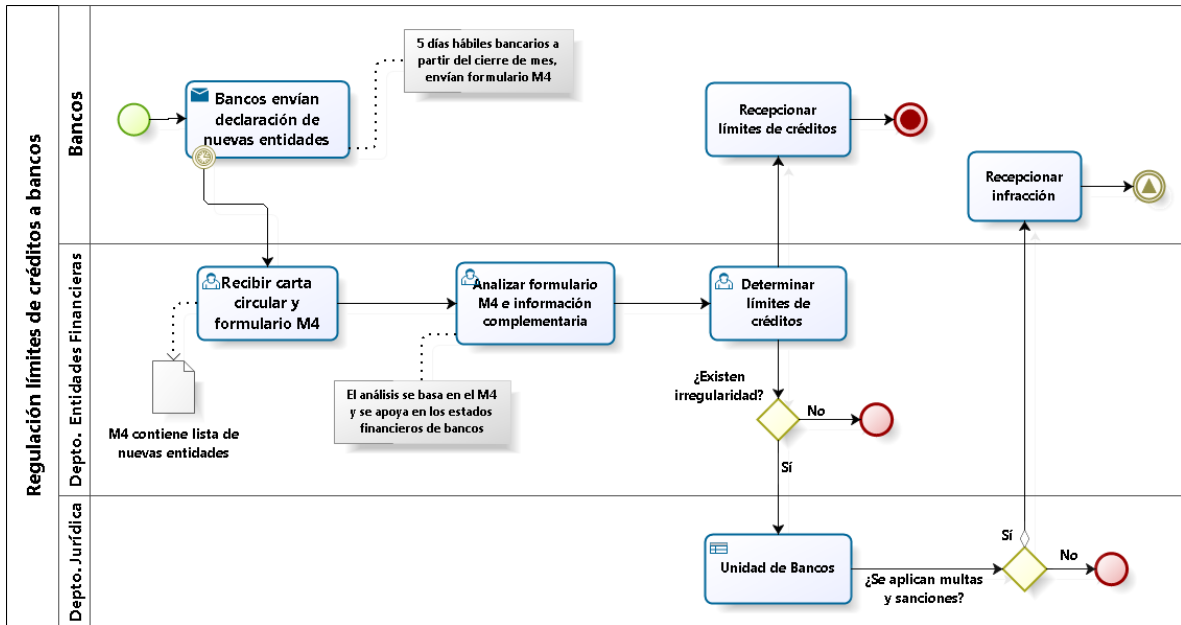 Regulación límites de créditos a bancos
Bancos
Bancos envían
declaración de
nuevas entidades
5 días hábiles bancarios a
partir del cierre de mes,
envían formulario M4
Recepcionar
límites de créditos
Recepcionar
infracción
Depto. Entidades Financieras
Recibir carta
circular y
formulario M4
M4 contiene lista de
nuevas entidades
Analizar formulario
M4 e información
complementaria
El análisis se basa en el M4
y se apoya en los estados
financieros de bancos
Determinar
límites de
créditos
¿Existen
irregularidad?
No
Sí
Depto. Jurídica
Unidad de Bancos
¿Se aplican multas
y sanciones?
Sí
No